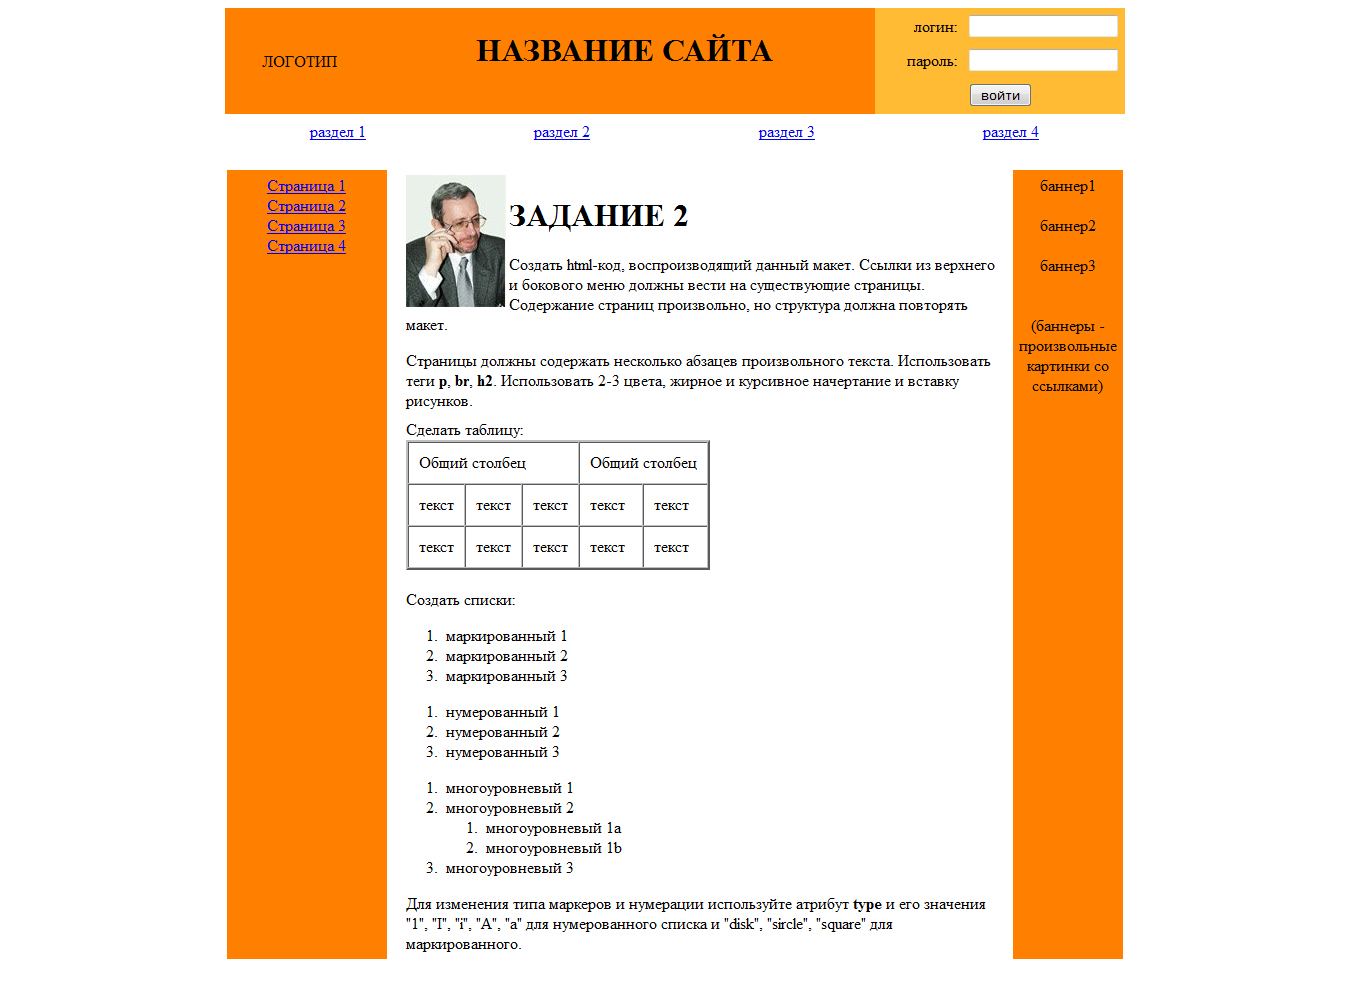 ЛОГОТИП
НАЗВАНИЕ САЙТА
логин:
пароль:
войти
раздел 1 раздел 2 раздел 3 раздел 4
Страница 1
Страница 2
Страница 3
Страница 4
ЗАДАНИЕ 2
Создать html-код, воспроизводящий данный макет. Ссылки из верхнего
и бокового меню должны вести на существующие страницы.
Содержание страниц произвольно, но структура должна повторять
макет.
Страницы должны содержать несколько абзацев произвольного текста. Использовать
теги p, br, h2. Использовать 2-3 цвета, жирное и курсивное начертание и вставку
рисунков.
Сделать таблицу:
Общий столбец Общий столбец
текст текст текст текст текст
текст текст текст текст текст
Создать списки:
1. маркированный 1
2. маркированный 2
3. маркированный 3
1. нумерованный 1
2. нумерованный 2
3. нумерованный 3
1. многоуровневый 1
2. многоуровневый 2
1. многоуровневый 1a
2. многоуровневый 1b
3. многоуровневый 3
Для изменения типа маркеров и нумерации используйте атрибут type и его значения
"1", "I", "i", "A", "a" для нумерованного списка и "disk", "sircle", "square" для
маркированного.
баннер1
баннер2
баннер3
(баннеры -
произвольные
картинки со
ссылками)